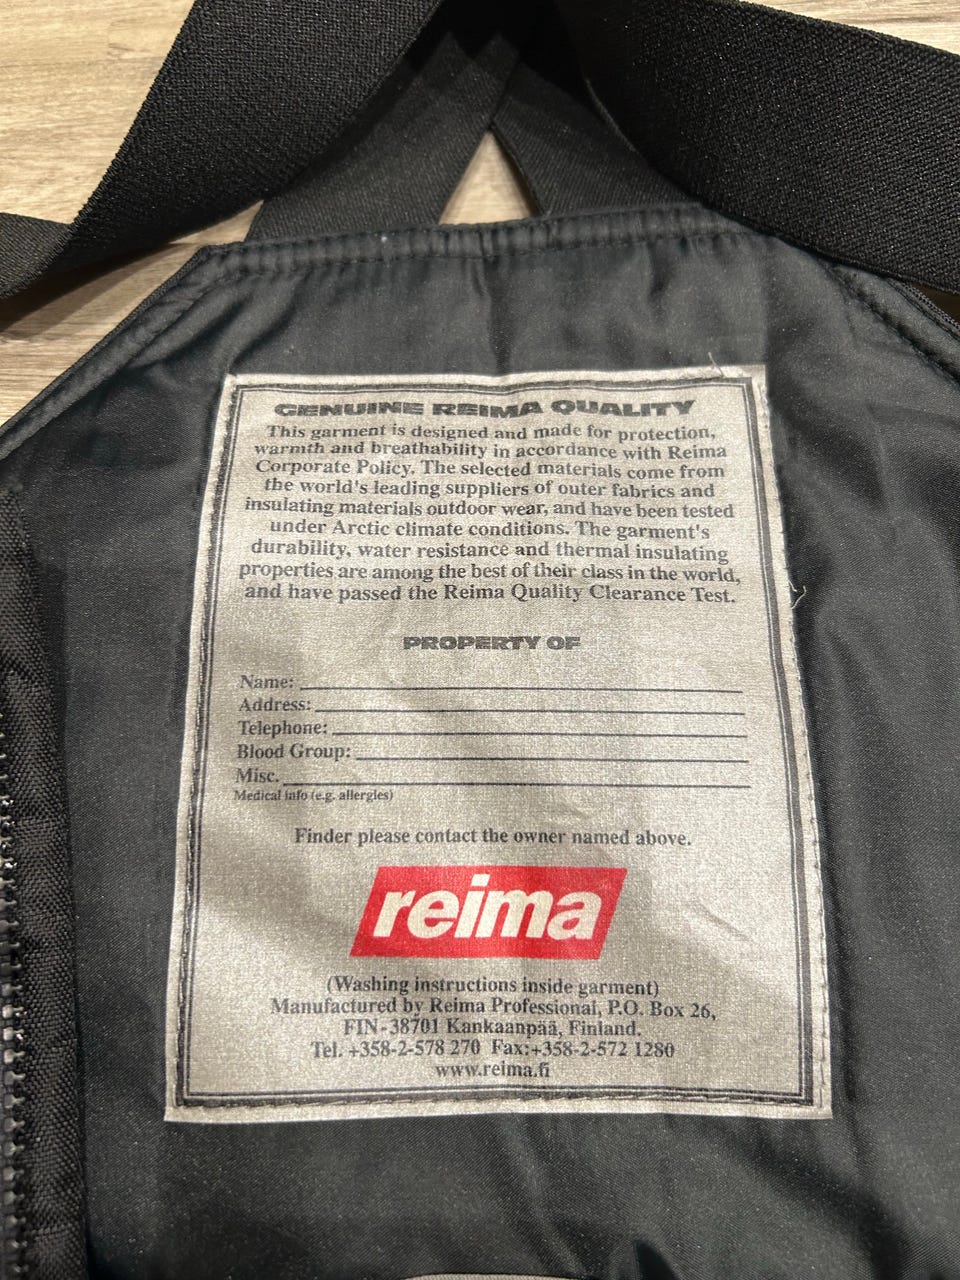 GENUINE REIMA QUALITY
This garment is designed and made for protection,
warmth and breathability in accordance with Reima
Corporate Policy. The selected materials come from
the world's leading suppliers of outer fabrics and
insulating materials outdoor wear, and have been tested
under Arctic climate conditions. The garment's
durability, water resistance and thermal insulating
properties are among the best of their class in the world,
and have passed the Reima Quality Clearance Test.
PROPERTY OF
Name:
Address:
Telephone:
Blood Group:
Misc.
Medical info (e.g. allergies)
Finder please contact the owner named above.
reima
(Washing instructions inside garment)
Manufactured by Reima Professional, P.O. Box 26,
FIN-38701 Kankaanpää, Finland.
Tel. +358-2-578 270 Fax:+358-2-572 1280
www.reima.fi